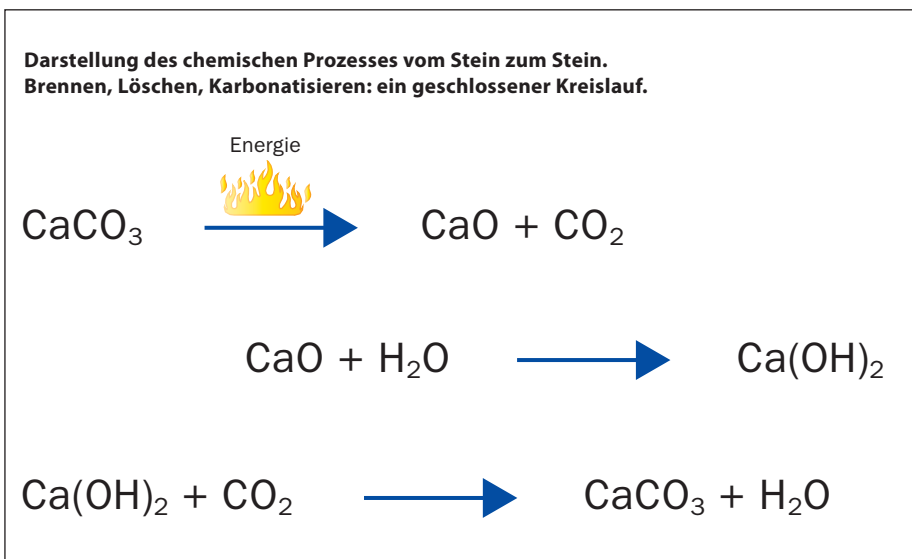 Darstellung des chemischen Prozesses vom Stein zum Stein.
Brennen, Löschen, Karbonatisieren: ein geschlossener Kreislauf.
Energie
CaCO₃ → CaO + CO₂
CaO + H₂O → Ca(OH)₂
Ca(OH)₂ + CO₂ → CaCO₃ + H₂O